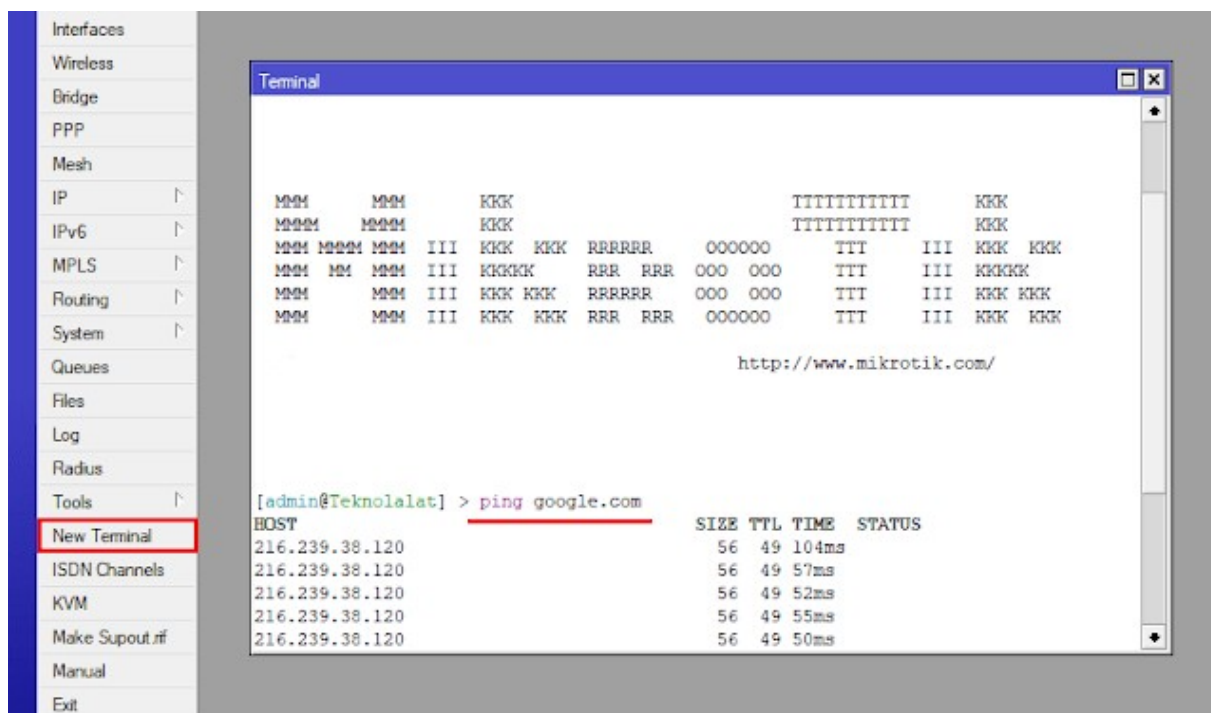 Interfaces
Wireless
Bridge
PPP
Mesh
IP
IPv6
MPLS
Routing
System
Queues
Files
Log
Radius
Tools
New Terminal
ISDN Channels
KVM
Make Supout.rif
Manual
Exit
Terminal
MMM      MMM       KKK                          TTTTTTTTTTT      KKK
MMMM    MMMM       KKK                          TTTTTTTTTTT      KKK
MMM MMMM MMM  III  KKK  KKK  RRRRRR     OOOOOO      TTT     III  KKK  KKK
MMM  MM  MMM  III  KKKKK     RRR  RRR  OOO  OOO     TTT     III  KKKKK
MMM      MMM  III  KKK KKK   RRRRRR    OOO  OOO     TTT     III  KKK KKK
MMM      MMM  III  KKK  KKK  RRR  RRR   OOOOOO      TTT     III  KKK  KKK
http://www.mikrotik.com/
[admin@Teknolalat] > ping google.com
HOST SIZE TTL TIME STATUS
216.239.38.120 56 49 104ms
216.239.38.120 56 49 57ms
216.239.38.120 56 49 52ms
216.239.38.120 56 49 55ms
216.239.38.120 56 49 50ms